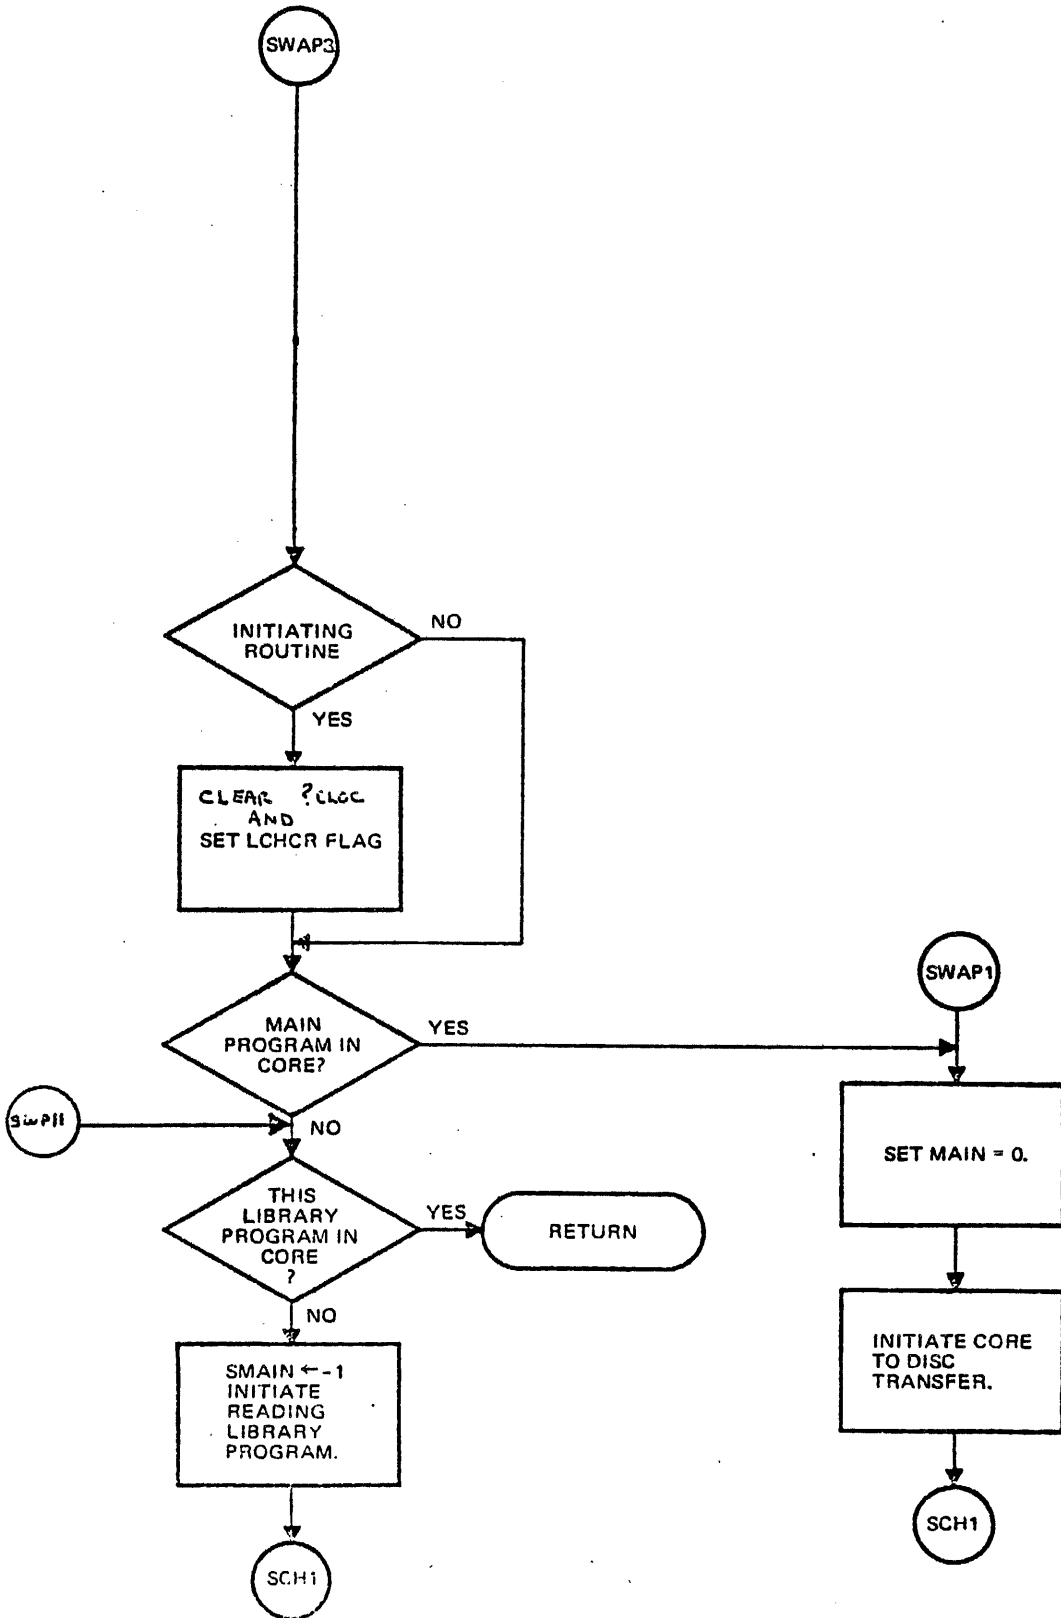 SWAP3
INITIATING
ROUTINE
NO
YES
CLEAR ?CLOC
AND
SET LCHCR FLAG
SWAP1
MAIN
PROGRAM IN
CORE?
YES
SWP11
NO
SET MAIN = 0.
THIS
LIBRARY
PROGRAM IN
CORE
?
YES
RETURN
NO
SMAIN ←-1
INITIATE
READING
LIBRARY
PROGRAM.
INITIATE CORE
TO DISC
TRANSFER.
SCH1
SCH1